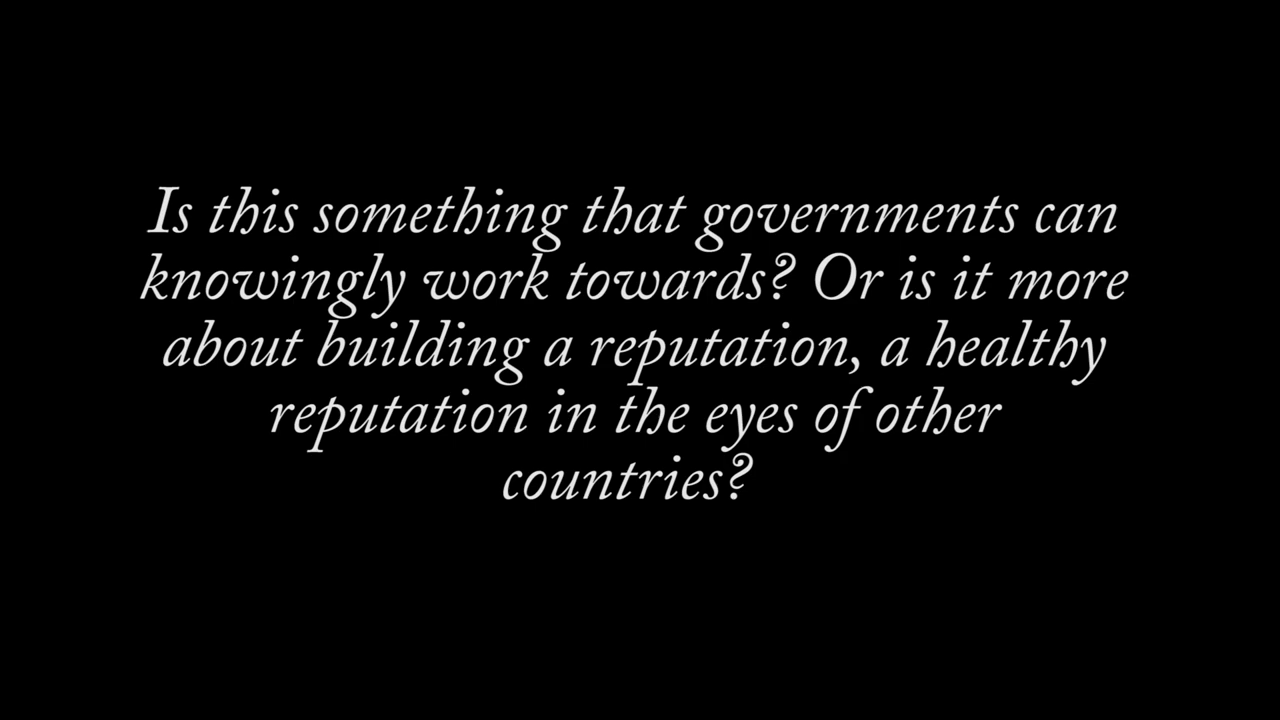 Is this something that governments can
knowingly work towards? Or is it more
about building a reputation, a healthy
reputation in the eyes of other
countries?